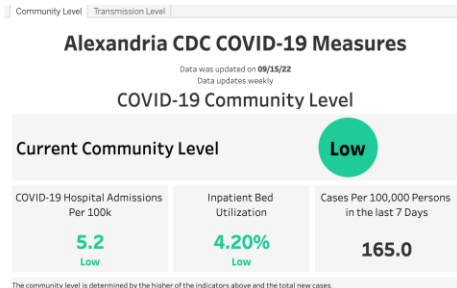 Community Level
Transmission Level
Alexandria CDC COVID-19 Measures
Data was updated on 09/15/22
Data updates weekly
COVID-19 Community Level
Current Community Level
Low
COVID-19 Hospital Admissions
Per 100k
5.2
Low
Inpatient Bed
Utilization
4.20%
Low
Cases Per 100,000 Persons
in the last 7 Days
165.0
The community level is determined by the higher of the indicators above and the total new cases.